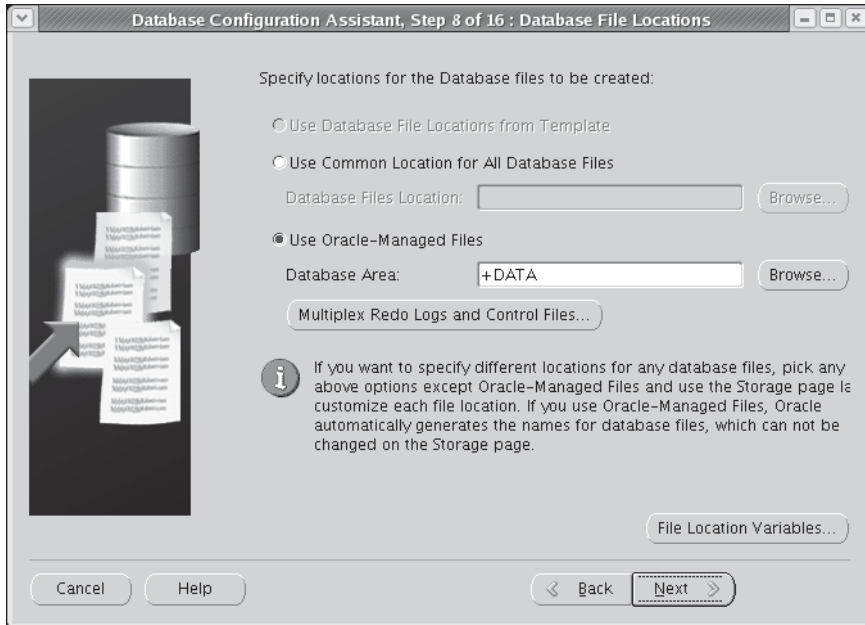 Database Configuration Assistant, Step 8 of 16 : Database File Locations
Specify locations for the Database files to be created:
Use Database File Locations from Template
Use Common Location for All Database Files
Database Files Location:
Browse...
Use Oracle-Managed Files
Database Area:
+DATA
Browse...
Multiplex Redo Logs and Control Files...
If you want to specify different locations for any database files, pick any
above options except Oracle-Managed Files and use the Storage page la
customize each file location. If you use Oracle-Managed Files, Oracle
automatically generates the names for database files, which can not be
changed on the Storage page.
File Location Variables...
Cancel
Help
Back
Next